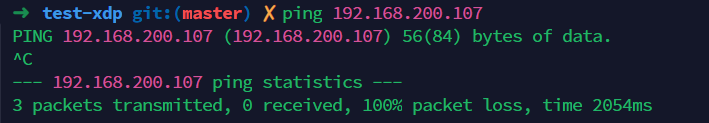 ➜ test-xdp git:(master) ✗ ping 192.168.200.107
PING 192.168.200.107 (192.168.200.107) 56(84) bytes of data.
^C
--- 192.168.200.107 ping statistics ---
3 packets transmitted, 0 received, 100% packet loss, time 2054ms